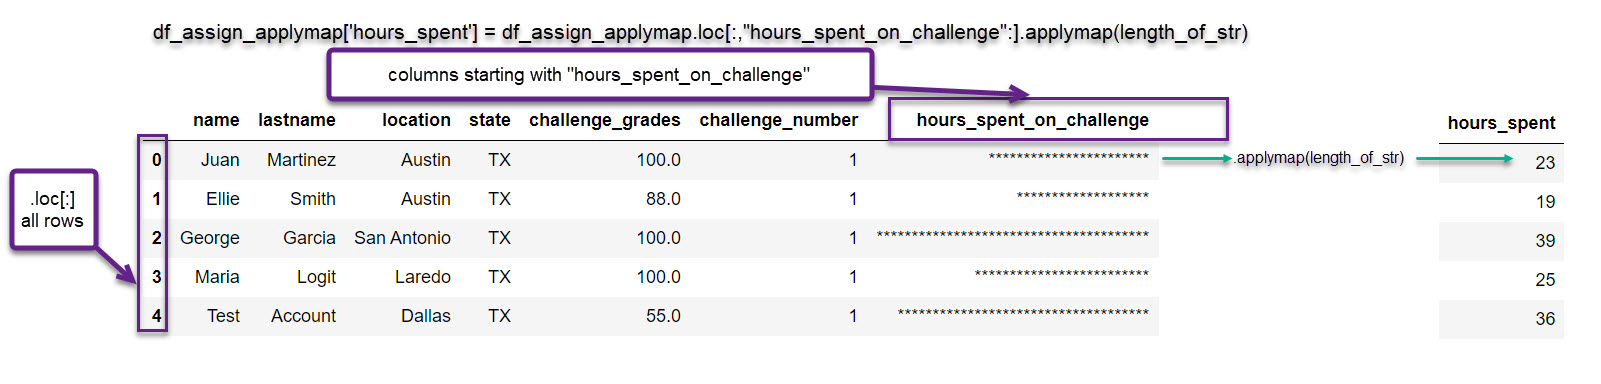 df_assign_applymap['hours_spent'] = df_assign_applymap.loc[:,"hours_spent_on_challenge":].applymap(length_of_str)
columns starting with "hours_spent_on_challenge"
name lastname location state challenge_grades challenge_number hours_spent_on_challenge hours_spent
0 Juan Martinez Austin TX 100.0 1 *********************** .applymap(length_of_str) 23
1 Ellie Smith Austin TX 88.0 1 ******************* 19
.loc[:]
all rows
2 George Garcia San Antonio TX 100.0 1 *************************************** 39
3 Maria Logit Laredo TX 100.0 1 ************************* 25
4 Test Account Dallas TX 55.0 1 ************************************ 36